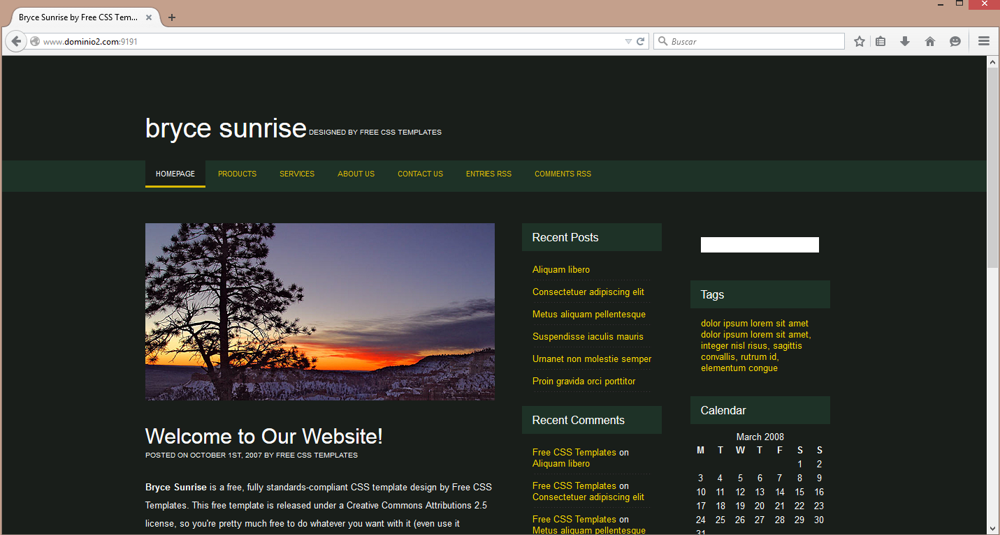 Bryce Sunrise by Free CSS Tem...
www.dominio2.com:9191
Buscar
bryce sunrise DESIGNED BY FREE CSS TEMPLATES
HOMEPAGE PRODUCTS SERVICES ABOUT US CONTACT US ENTRIES RSS COMMENTS RSS
Welcome to Our Website!
POSTED ON OCTOBER 1ST, 2007 BY FREE CSS TEMPLATES
Bryce Sunrise is a free, fully standards-compliant CSS template design by Free CSS
Templates. This free template is released under a Creative Commons Attributions 2.5
license, so you're pretty much free to do whatever you want with it (even use it
Recent Posts
Aliquam libero
Consectetuer adipiscing elit
Metus aliquam pellentesque
Suspendisse iaculis mauris
Urnanet non molestie semper
Proin gravida orci porttitor
Recent Comments
Free CSS Templates on
Aliquam libero
Free CSS Templates on
Consectetuer adipiscing elit
Free CSS Templates on
Metus aliquam pellentesque
Tags
dolor ipsum lorem sit amet
dolor ipsum lorem sit amet,
integer nisl risus, sagittis
convallis, rutrum id,
elementum congue
Calendar
March 2008
M T W T F S S
1 2
3 4 5 6 7 8 9
10 11 12 13 14 15 16
17 18 19 20 21 22 23
24 25 26 27 28 29 30
31